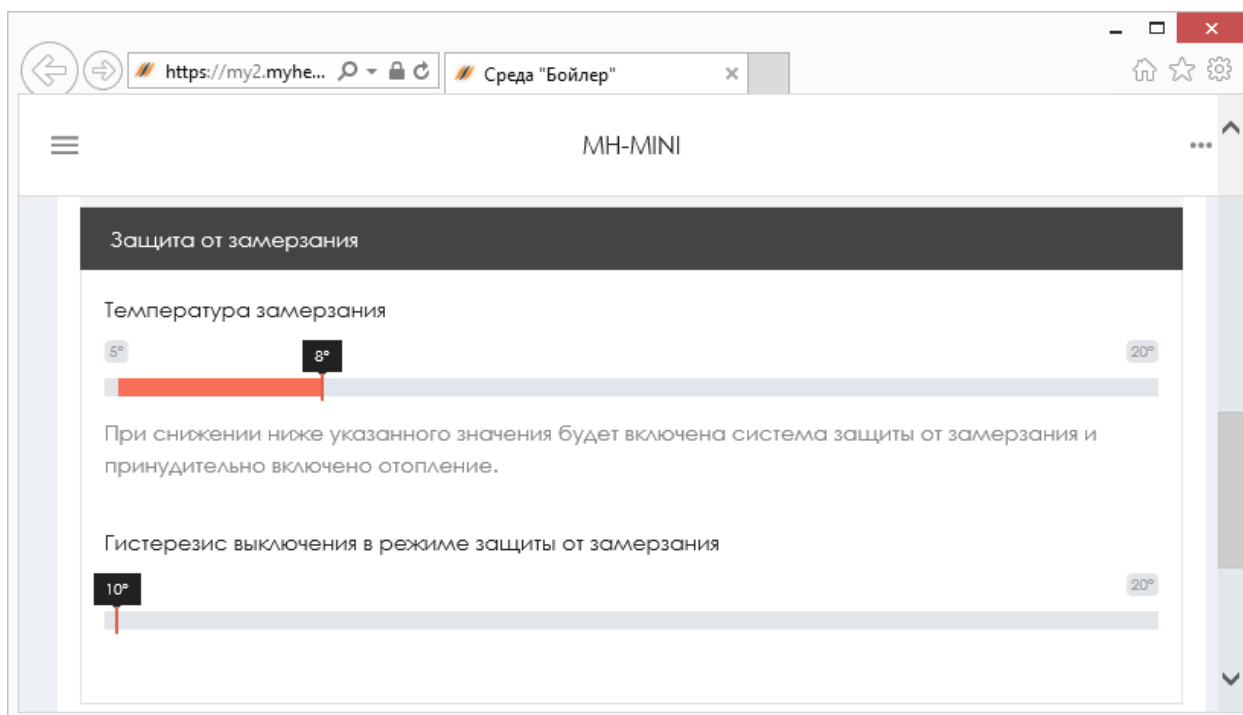 https://my2.myhe... Среда "Бойлер"
MH-MINI
Защита от замерзания
Температура замерзания
5° 8° 20°
При снижении ниже указанного значения будет включена система защиты от замерзания и
принудительно включено отопление.
Гистерезис выключения в режиме защиты от замерзания
10° 20°